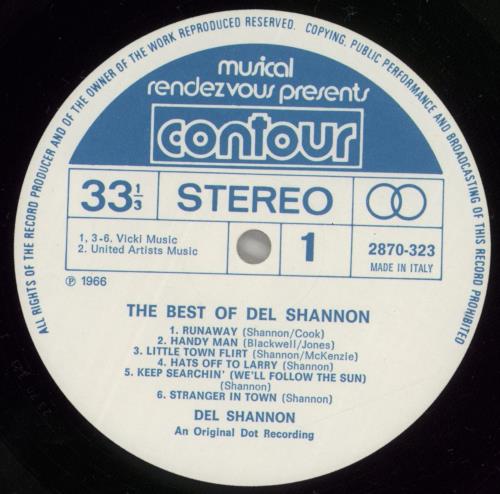 ALL RIGHTS OF THE RECORD PRODUCER AND OF THE OWNER OF THE WORK REPRODUCED RESERVED. COPYING, PUBLIC PERFORMANCE AND BROADCASTING OF THIS RECORD PROHIBITED
musical
rendezvous presents
contour
33⅓ STEREO
1, 3-6. Vicki Music
2. United Artists Music
1
2870-323
MADE IN ITALY
℗ 1966
THE BEST OF DEL SHANNON
1. RUNAWAY (Shannon/Cook)
2. HANDY MAN (Blackwell/Jones)
3. LITTLE TOWN FLIRT (Shannon/McKenzie)
4. HATS OFF TO LARRY (Shannon)
5. KEEP SEARCHIN' (WE'LL FOLLOW THE SUN)
(Shannon)
6. STRANGER IN TOWN (Shannon)
DEL SHANNON
An Original Dot Recording